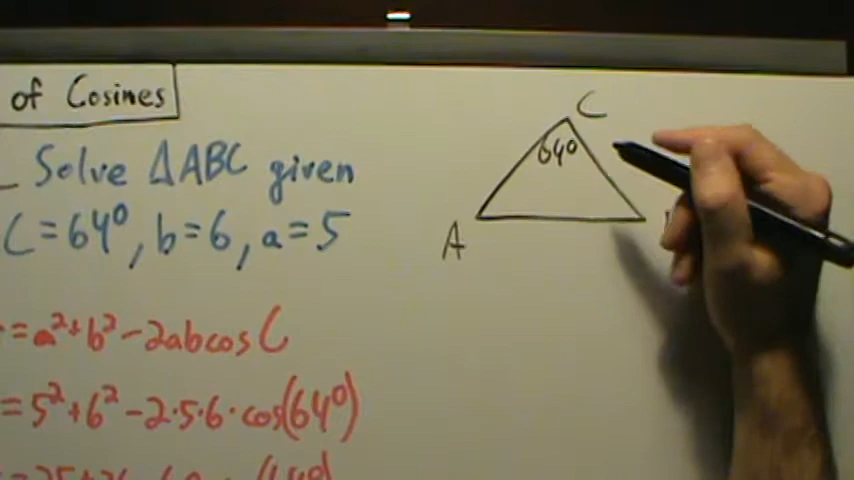 of Cosines
Solve ΔABC given
C = 64°, b = 6, a = 5
= a² + b² - 2abcos C
= 5² + 6² - 2·5·6·cos(64°)
C
64°
A